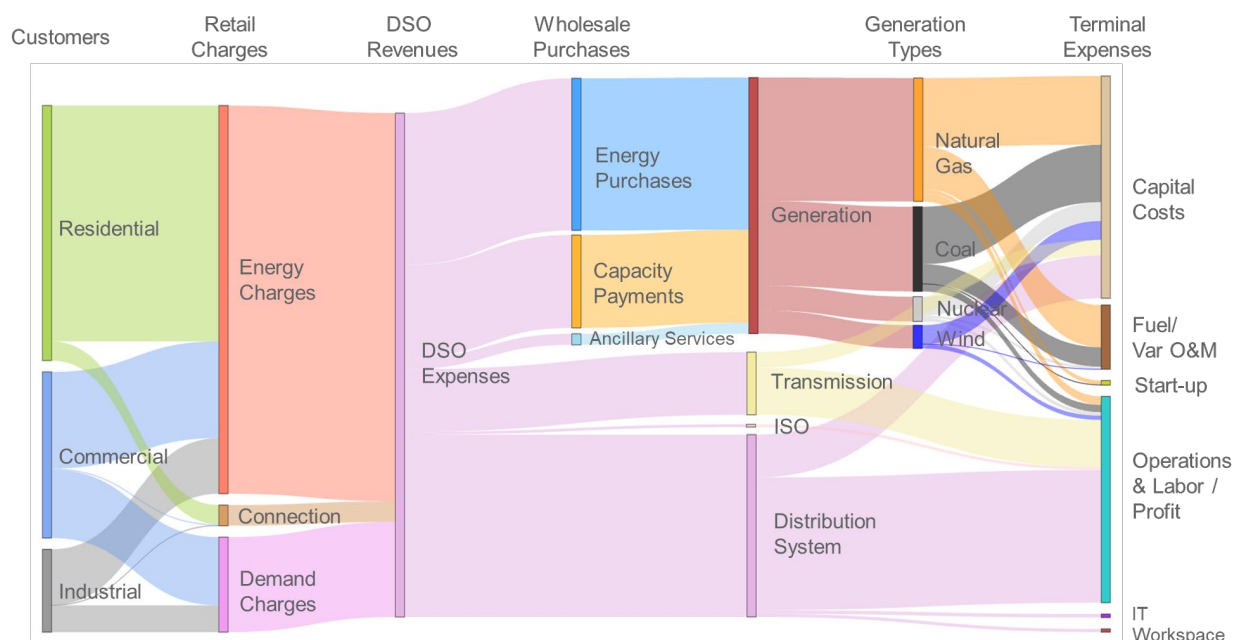 Customers
Retail
Charges
DSO
Revenues
Wholesale
Purchases
Generation
Types
Terminal
Expenses
Residential
Commercial
Industrial
Energy
Charges
Connection
Demand
Charges
DSO
Expenses
Energy
Purchases
Capacity
Payments
Ancillary Services
Generation
Transmission
ISO
Distribution
System
Natural
Gas
Coal
Nuclear
Wind
Capital
Costs
Fuel/
Var O&M
Start-up
Operations
& Labor /
Profit
IT
Workspace